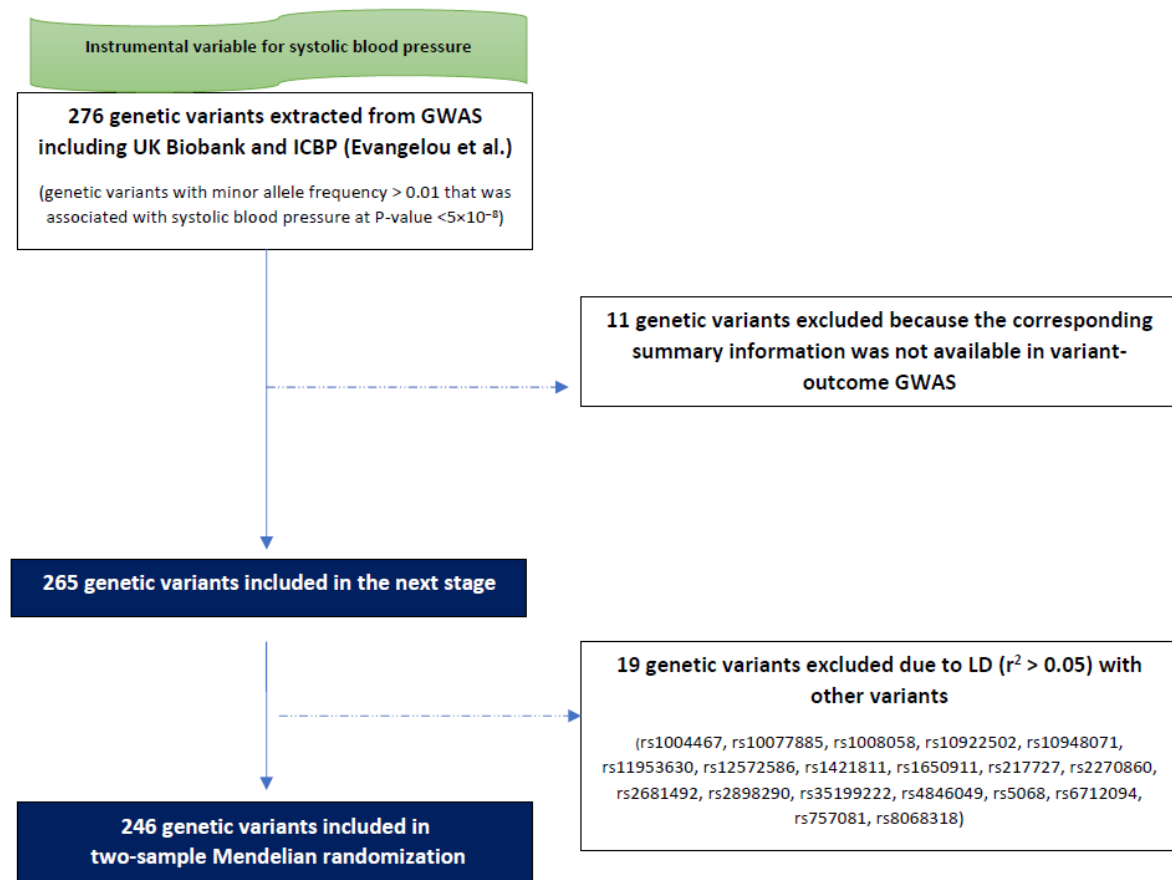 Instrumental variable for systolic blood pressure
276 genetic variants extracted from GWAS
including UK Biobank and ICBP (Evangelou et al.)
(genetic variants with minor allele frequency > 0.01 that was
associated with systolic blood pressure at P-value <5×10⁻⁸)
11 genetic variants excluded because the corresponding
summary information was not available in variant-
outcome GWAS
265 genetic variants included in the next stage
19 genetic variants excluded due to LD (r² > 0.05) with
other variants
(rs1004467, rs10077885, rs1008058, rs10922502, rs10948071,
rs11953630, rs12572586, rs1421811, rs1650911, rs217727, rs2270860,
rs2681492, rs2898290, rs35199222, rs4846049, rs5068, rs6712094,
rs757081, rs8068318)
246 genetic variants included in
two-sample Mendelian randomization